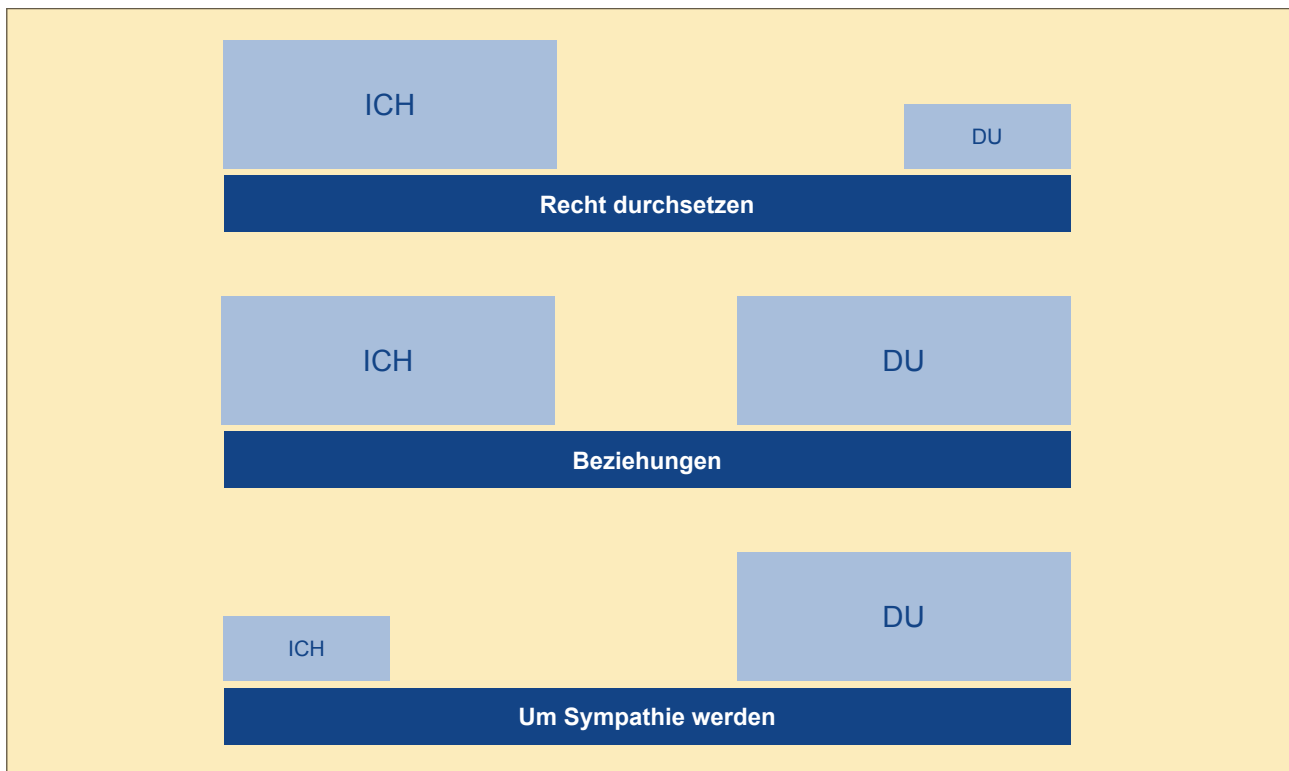 ICH
DU
Recht durchsetzen
ICH
DU
Beziehungen
DU
ICH
Um Sympathie werden